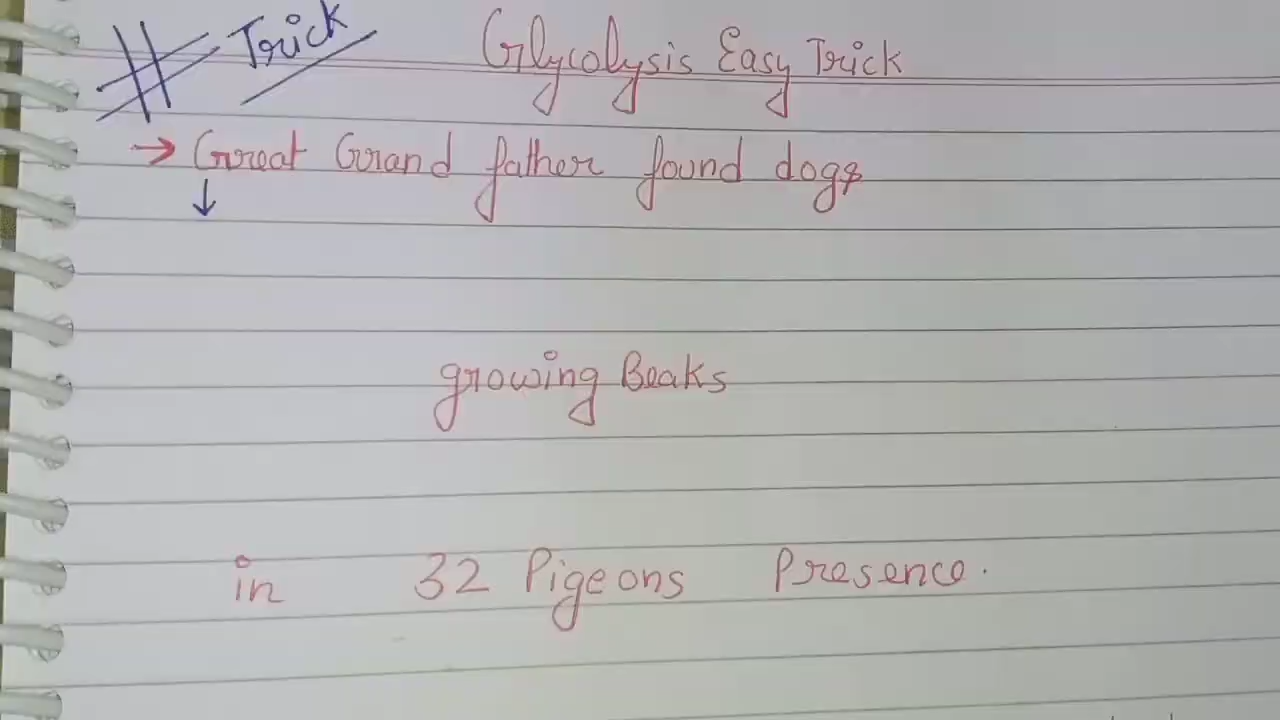 # Trick Glycolysis Easy Trick
→ Great Grand father found dogs
↓
growing Beaks
in 32 Pigeons Presence.